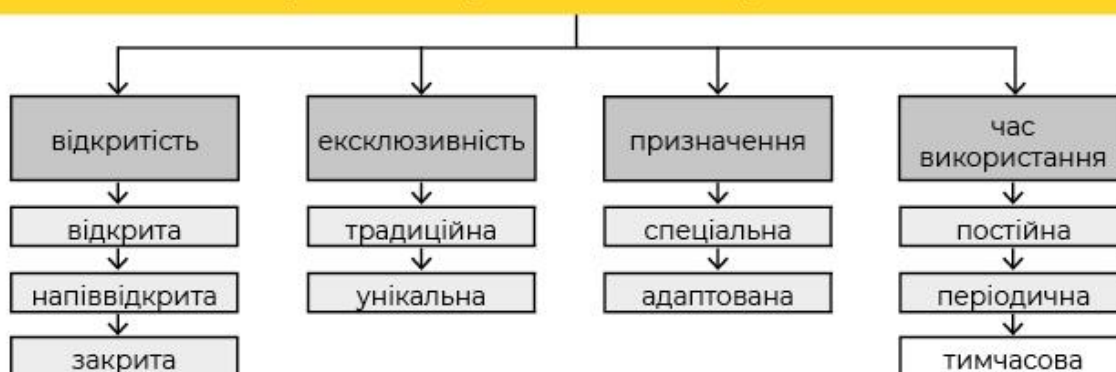 відкритість
відкрита
напіввідкрита
закрита
ексклюзивність
традиційна
унікальна
призначення
спеціальна
адаптована
час
використання
постійна
періодична
тимчасова